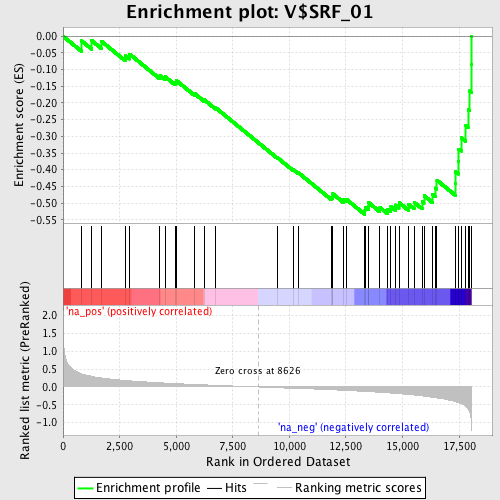 Enrichment plot: V$SRF_01
Enrichment score (ES)
0.00
-0.05
-0.10
-0.15
-0.20
-0.25
-0.30
-0.35
-0.40
-0.45
-0.50
-0.55
'na_pos' (positively correlated)
Ranked list metric (PreRanked)
2.0
1.5
1.0
0.5
0.0
-0.5
-1.0
Zero cross at 8626
'na_neg' (negatively correlated)
0 2,500 5,000 7,500 10,000 12,500 15,000 17,500
Rank in Ordered Dataset
Enrichment profile Hits Ranking metric scores